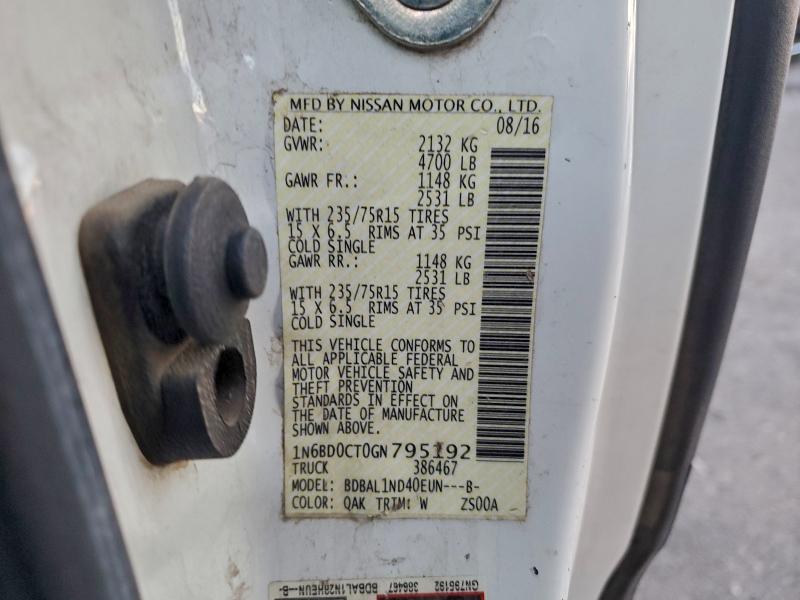 MFD BY NISSAN MOTOR CO., LTD.
DATE: 08/16
GVWR: 2132 KG
4700 LB
GAWR FR.: 1148 KG
2531 LB
WITH 235/75R15 TIRES
15 X 6.5 RIMS AT 35 PSI
COLD SINGLE
GAWR RR.: 1148 KG
2531 LB
WITH 235/75R15 TIRES
15 X 6.5 RIMS AT 35 PSI
COLD SINGLE
THIS VEHICLE CONFORMS TO
ALL APPLICABLE FEDERAL
MOTOR VEHICLE SAFETY AND
THEFT PREVENTION
STANDARDS IN EFFECT ON
THE DATE OF MANUFACTURE
SHOWN ABOVE.
1N6BD0CT0GN795192
TRUCK 386467
MODEL: BDBAL1ND40EUN---B-
COLOR: QAK TRIM: W ZS00A
GN795192 386467